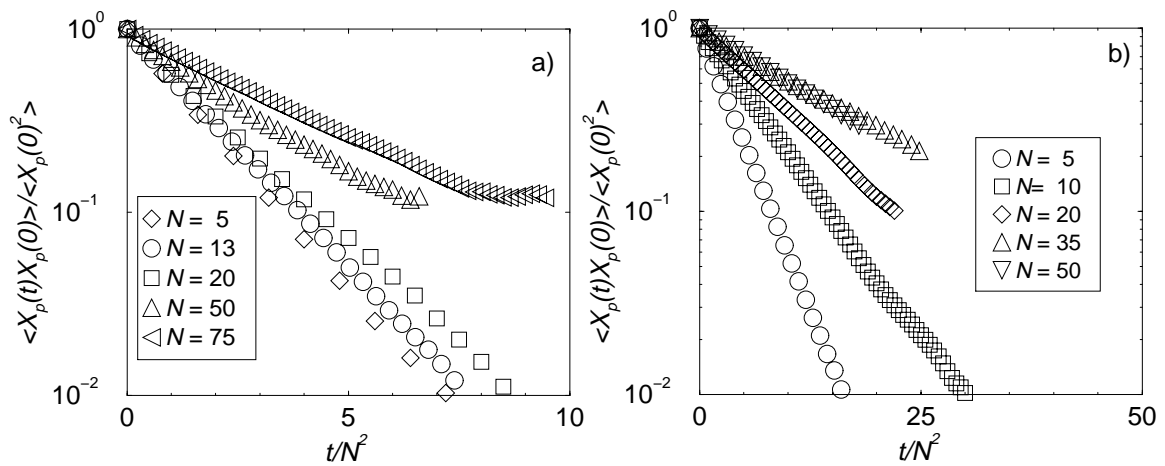 <X_p(t)X_p(0)>/<X_p(0)^2>
10^0
10^-1
10^-2
a)
N = 5
N = 13
N = 20
N = 50
N = 75
0 5 10
t/N^2
<X_p(t)X_p(0)>/<X_p(0)^2>
10^0
10^-1
10^-2
b)
N = 5
N= 10
N = 20
N = 35
N = 50
0 25 50
t/N^2